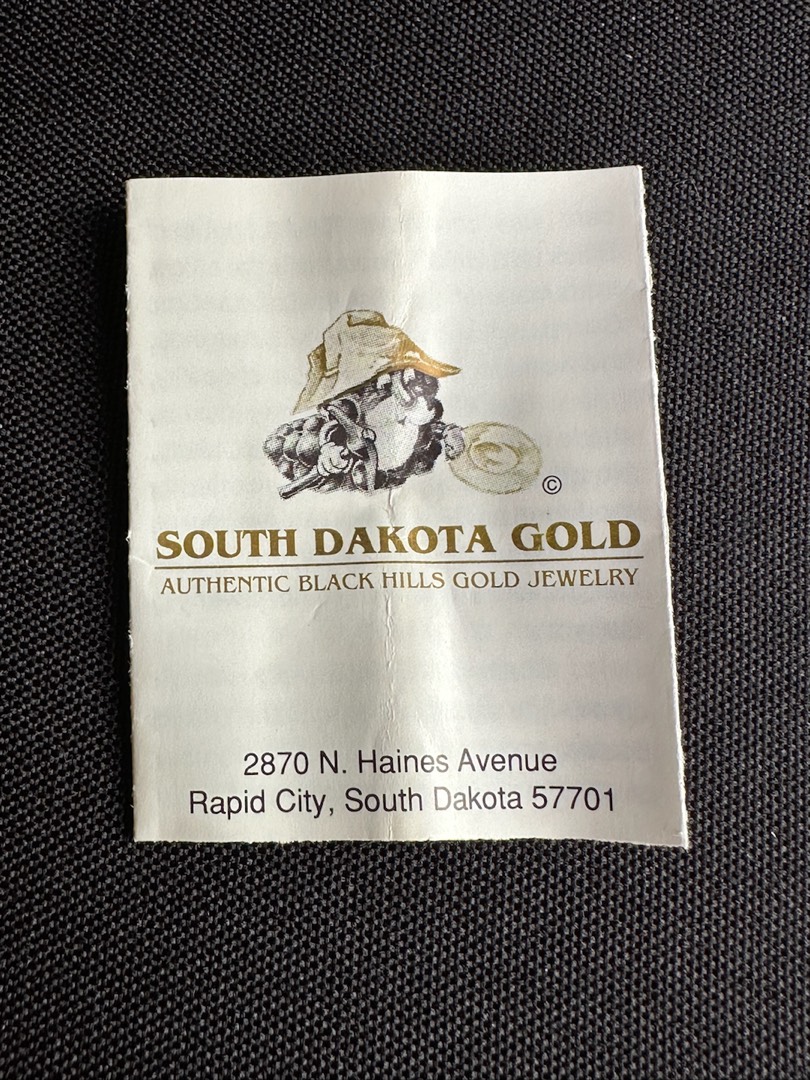 ©
SOUTH DAKOTA GOLD
AUTHENTIC BLACK HILLS GOLD JEWELRY
2870 N. Haines Avenue
Rapid City, South Dakota 57701